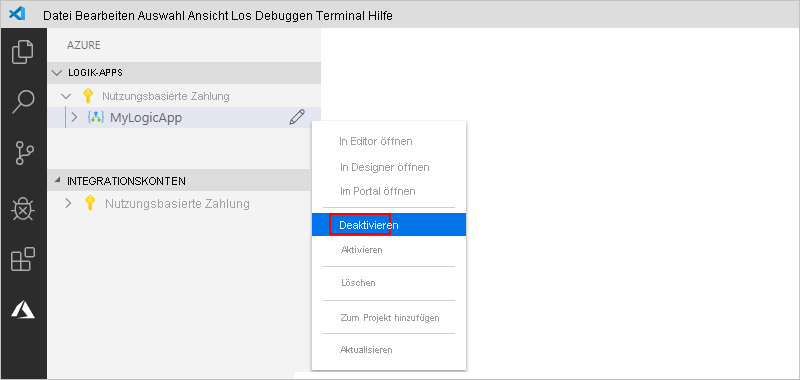 Datei Bearbeiten Auswahl Ansicht Los Debuggen Terminal Hilfe
AZURE
LOGIK-APPS
Nutzungsbasierte Zahlung
MyLogicApp
INTEGRATIONSKONTEN
Nutzungsbasierte Zahlung
In Editor öffnen
In Designer öffnen
Im Portal öffnen
Deaktivieren
Aktivieren
Löschen
Zum Projekt hinzufügen
Aktualisieren